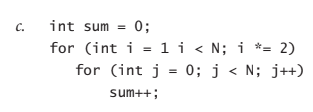 c. int sum = 0;
for (int i = 1 i < N; i *= 2)
for (int j = 0; j < N; j++)
sum++;